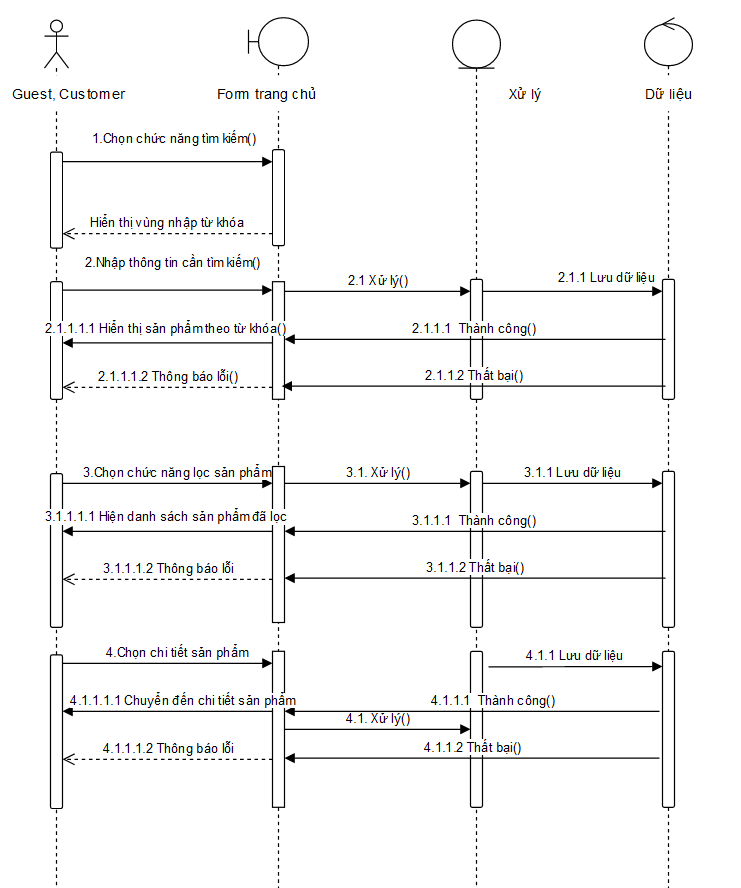 Guest, Customer
Form trang chủ
Xử lý
Dữ liệu
1.Chọn chức năng tìm kiếm()
Hiển thị vùng nhập từ khóa
2.Nhập thông tin cần tìm kiếm()
2.1 Xử lý()
2.1.1 Lưu dữ liệu
2.1.1.1.1 Hiển thị sản phẩm theo từ khóa()
2.1.1.1 Thành công()
2.1.1.1.2 Thông báo lỗi()
2.1.1.2 Thất bại()
3.Chọn chức năng lọc sản phẩm
3.1. Xử lý()
3.1.1 Lưu dữ liệu
3.1.1.1.1 Hiện danh sách sản phẩm đã lọc
3.1.1.1 Thành công()
3.1.1.1.2 Thông báo lỗi
3.1.1.2 Thất bại()
4.Chọn chi tiết sản phẩm
4.1.1 Lưu dữ liệu
4.1.1.1.1 Chuyển đến chi tiết sản phẩm
4.1.1.1 Thành công()
4.1. Xử lý()
4.1.1.1.2 Thông báo lỗi
4.1.1.2 Thất bại()